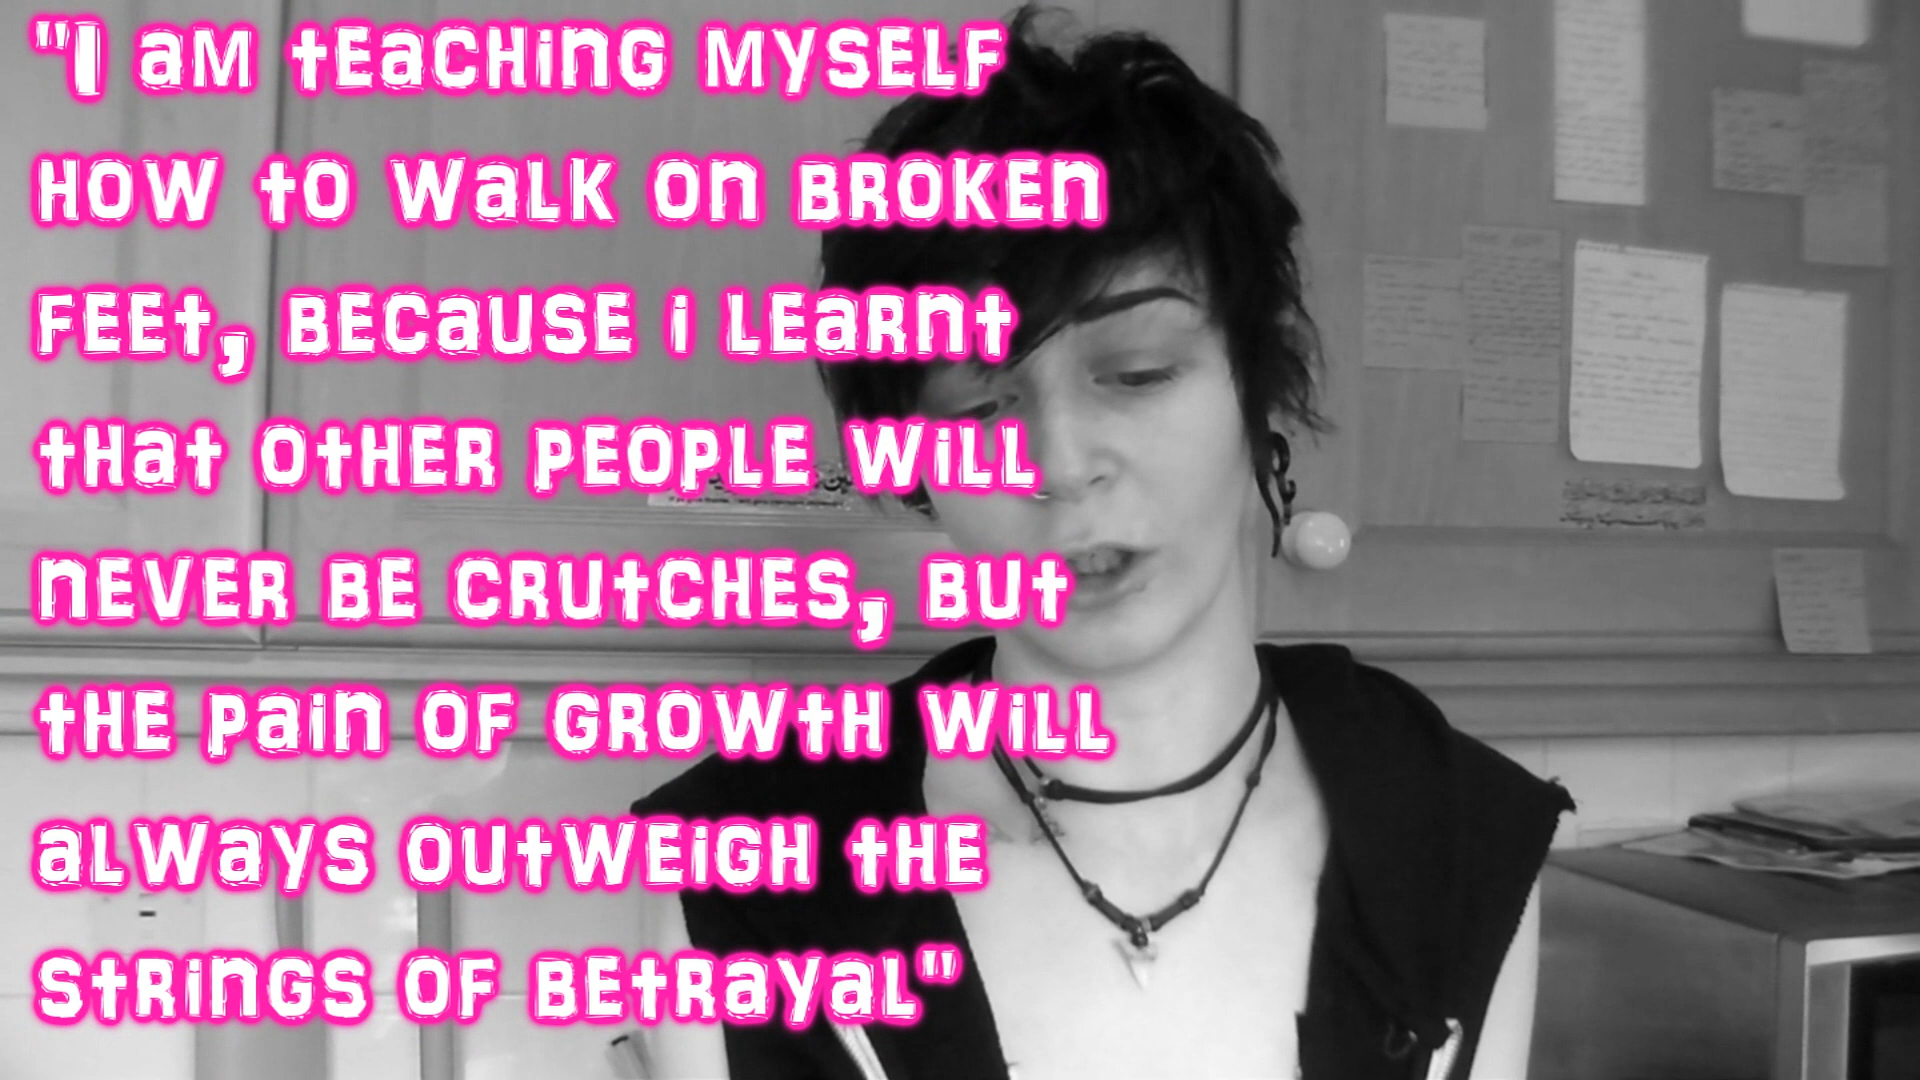 "I am teaching myself
how to walk on broken
feet, because i learnt
that other people will
never be crutches, but
the pain of growth will
always outweigh the
strings of betrayal"